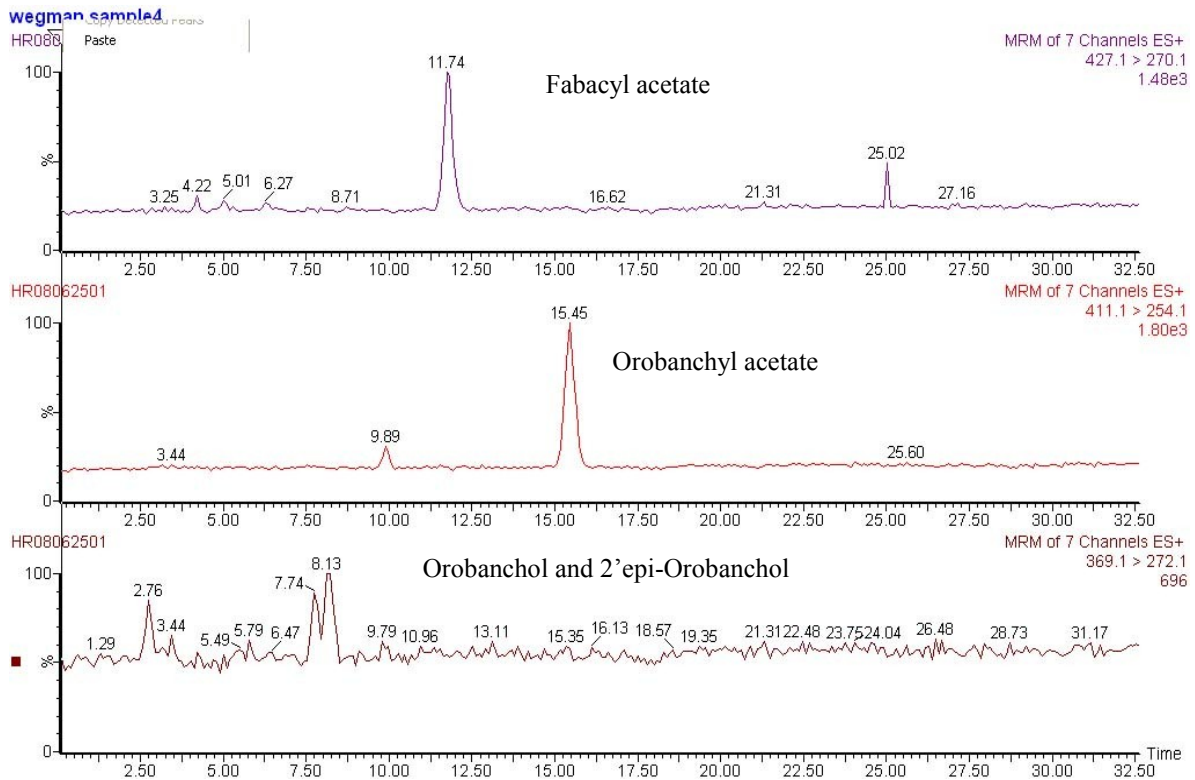 wegman sample4
Copy Detected Peaks
Paste
HR080
MRM of 7 Channels ES+
427.1 > 270.1
1.48e3
Fabacyl acetate
100
%
0
3.25 4.22 5.01 6.27 8.71 11.74 16.62 21.31 25.02 27.16
2.50 5.00 7.50 10.00 12.50 15.00 17.50 20.00 22.50 25.00 27.50 30.00 32.50
HR08062501
MRM of 7 Channels ES+
411.1 > 254.1
1.80e3
Orobanchyl acetate
100
%
0
3.44 9.89 15.45 25.60
2.50 5.00 7.50 10.00 12.50 15.00 17.50 20.00 22.50 25.00 27.50 30.00 32.50
HR08062501
MRM of 7 Channels ES+
369.1 > 272.1
696
Orobanchol and 2’epi-Orobanchol
100
%
0
1.29 2.76 3.44 5.49 5.79 6.47 7.74 8.13 9.79 10.96 13.11 15.35 16.13 18.57 19.35 21.31 22.48 23.75 24.04 26.48 28.73 31.17
Time
2.50 5.00 7.50 10.00 12.50 15.00 17.50 20.00 22.50 25.00 27.50 30.00 32.50